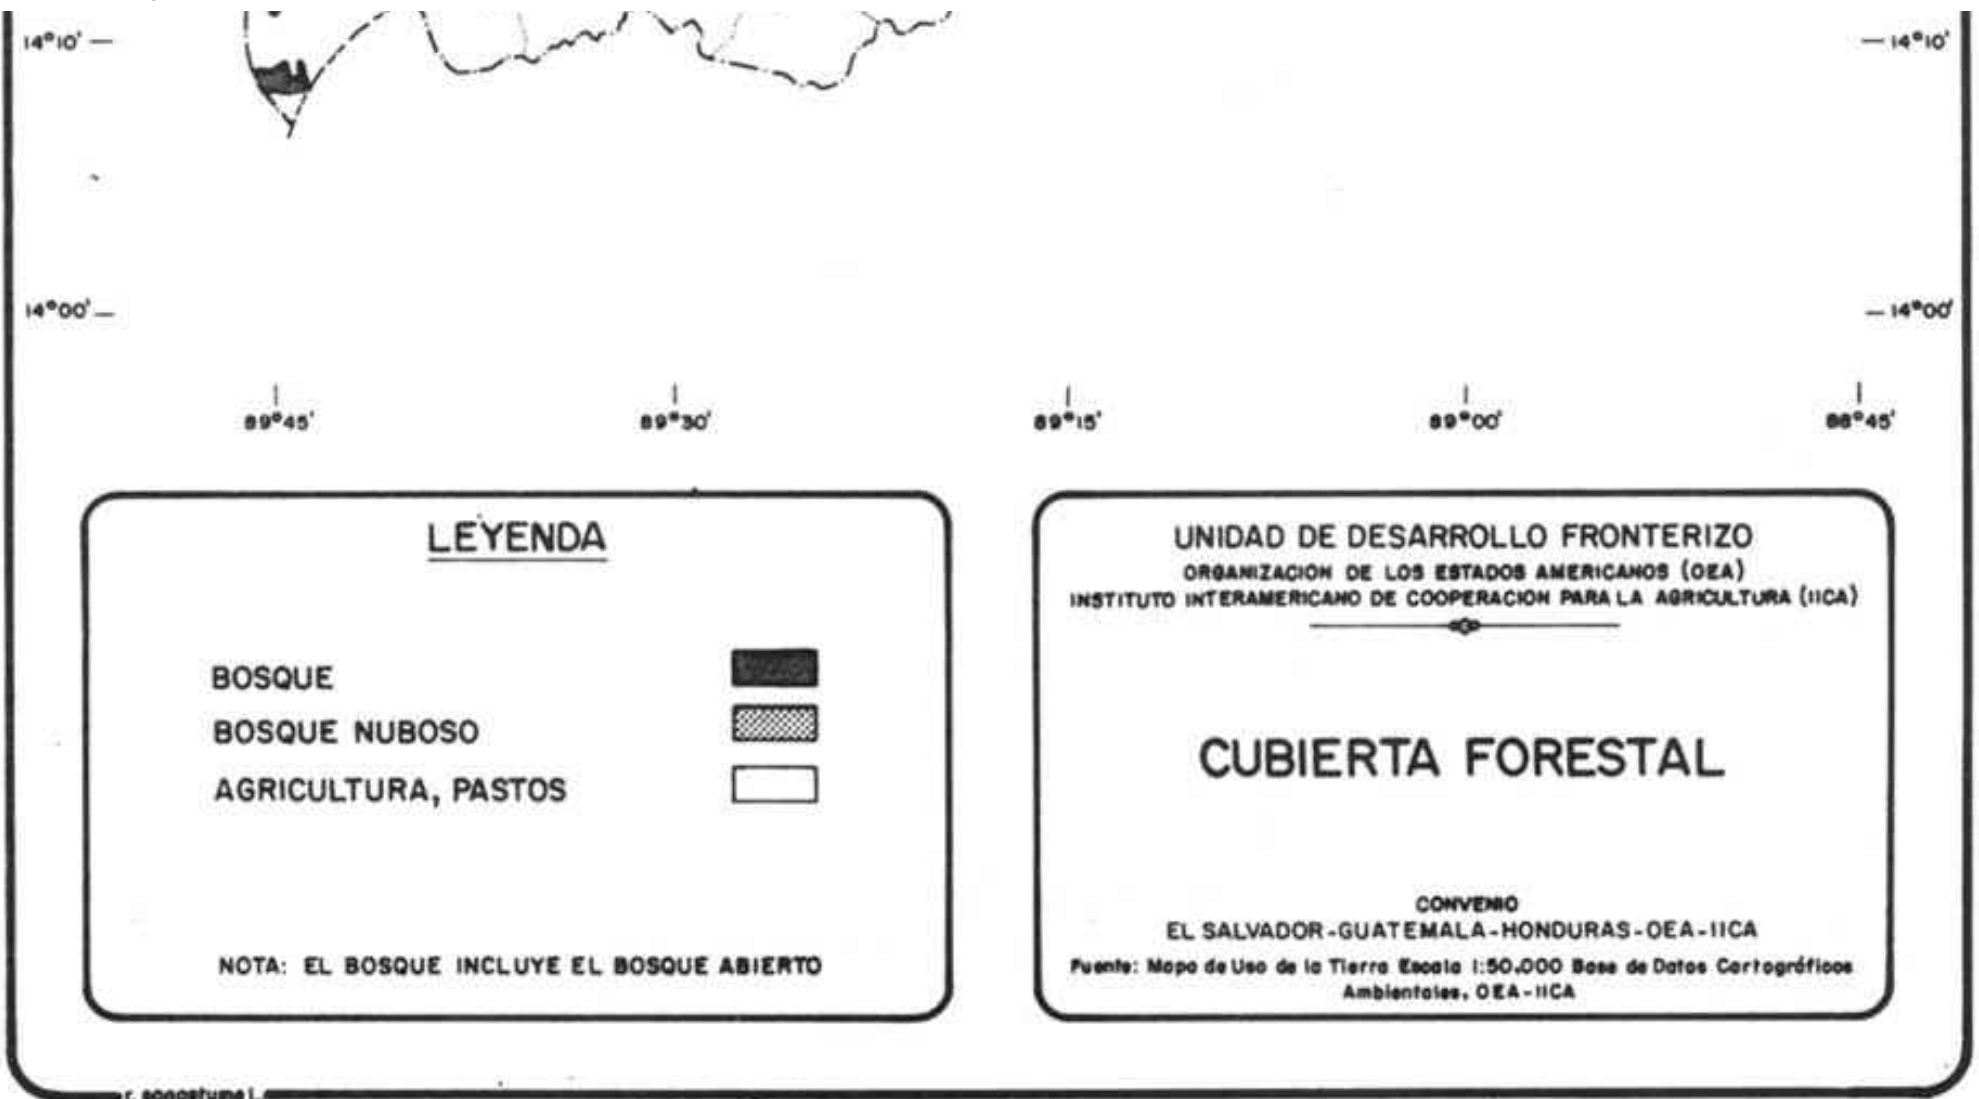 14°10'
14°10'
14°00'
14°00'
89°45'
89°30'
89°15'
89°00'
88°45'
LEYENDA
BOSQUE
BOSQUE NUBOSO
AGRICULTURA, PASTOS
NOTA: EL BOSQUE INCLUYE EL BOSQUE ABIERTO
UNIDAD DE DESARROLLO FRONTERIZO
ORGANIZACION DE LOS ESTADOS AMERICANOS (OEA)
INSTITUTO INTERAMERICANO DE COOPERACION PARA LA AGRICULTURA (IICA)
CUBIERTA FORESTAL
CONVENIO
EL SALVADOR-GUATEMALA-HONDURAS-OEA-IICA
Fuente: Mapa de Uso de la Tierra Escala 1:50.000 Base de Datos Cartográficos
Ambientales, OEA-IICA